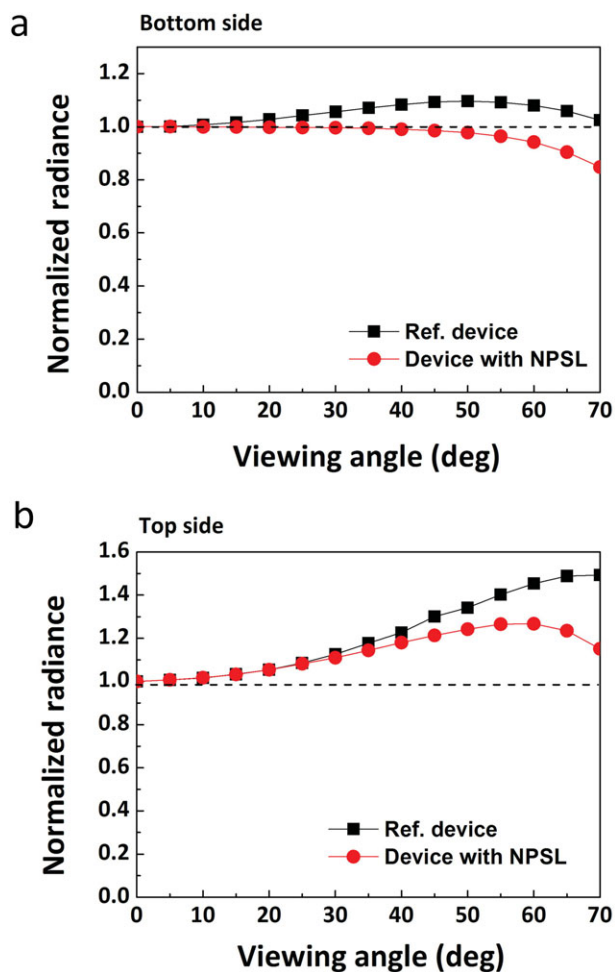 a
Bottom side
1.2
1.0
0.8
0.6
0.4
0.2
0.0
Normalized radiance
Ref. device
Device with NPSL
0 10 20 30 40 50 60 70
Viewing angle (deg)
b
Top side
1.6
1.4
1.2
1.0
0.8
0.6
0.4
0.2
0.0
Normalized radiance
Ref. device
Device with NPSL
0 10 20 30 40 50 60 70
Viewing angle (deg)